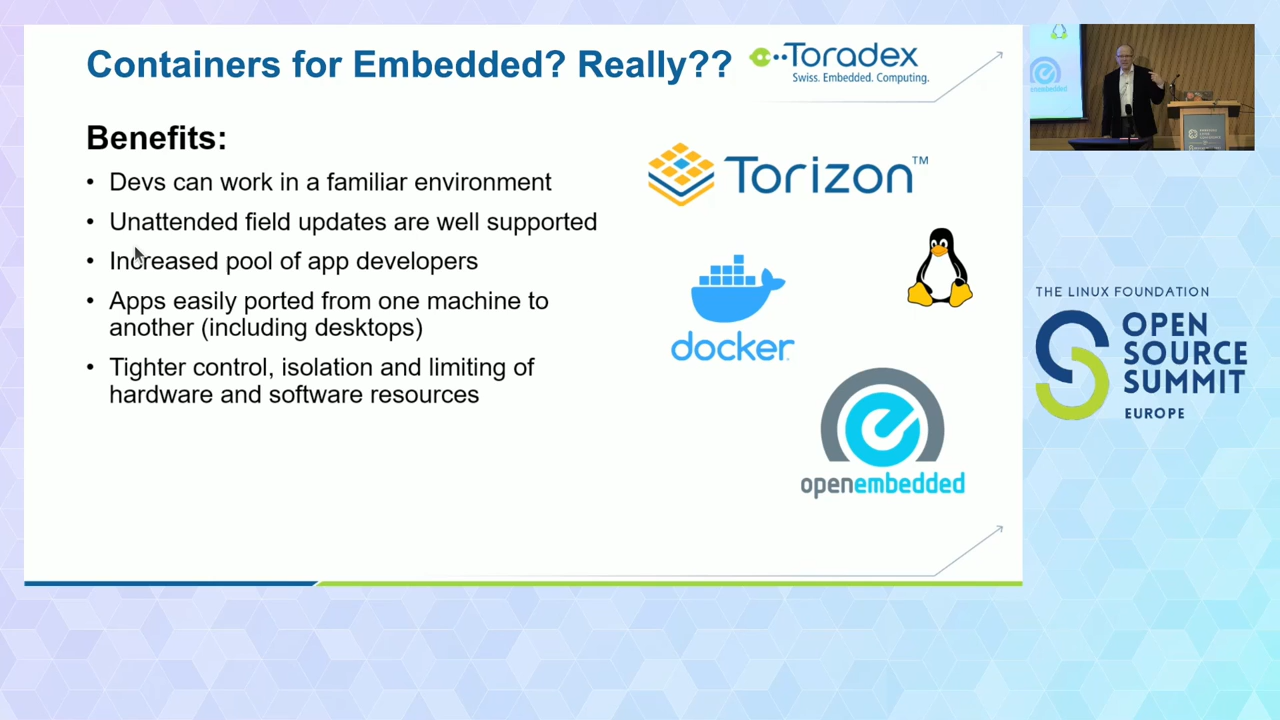 Containers for Embedded? Really??
Toradex
Swiss. Embedded. Computing.
Benefits:
• Devs can work in a familiar environment
• Unattended field updates are well supported
• Increased pool of app developers
• Apps easily ported from one machine to
another (including desktops)
• Tighter control, isolation and limiting of
hardware and software resources
Torizon™
docker
openembedded
THE LINUX FOUNDATION
OPEN
SOURCE
SUMMIT
EUROPE